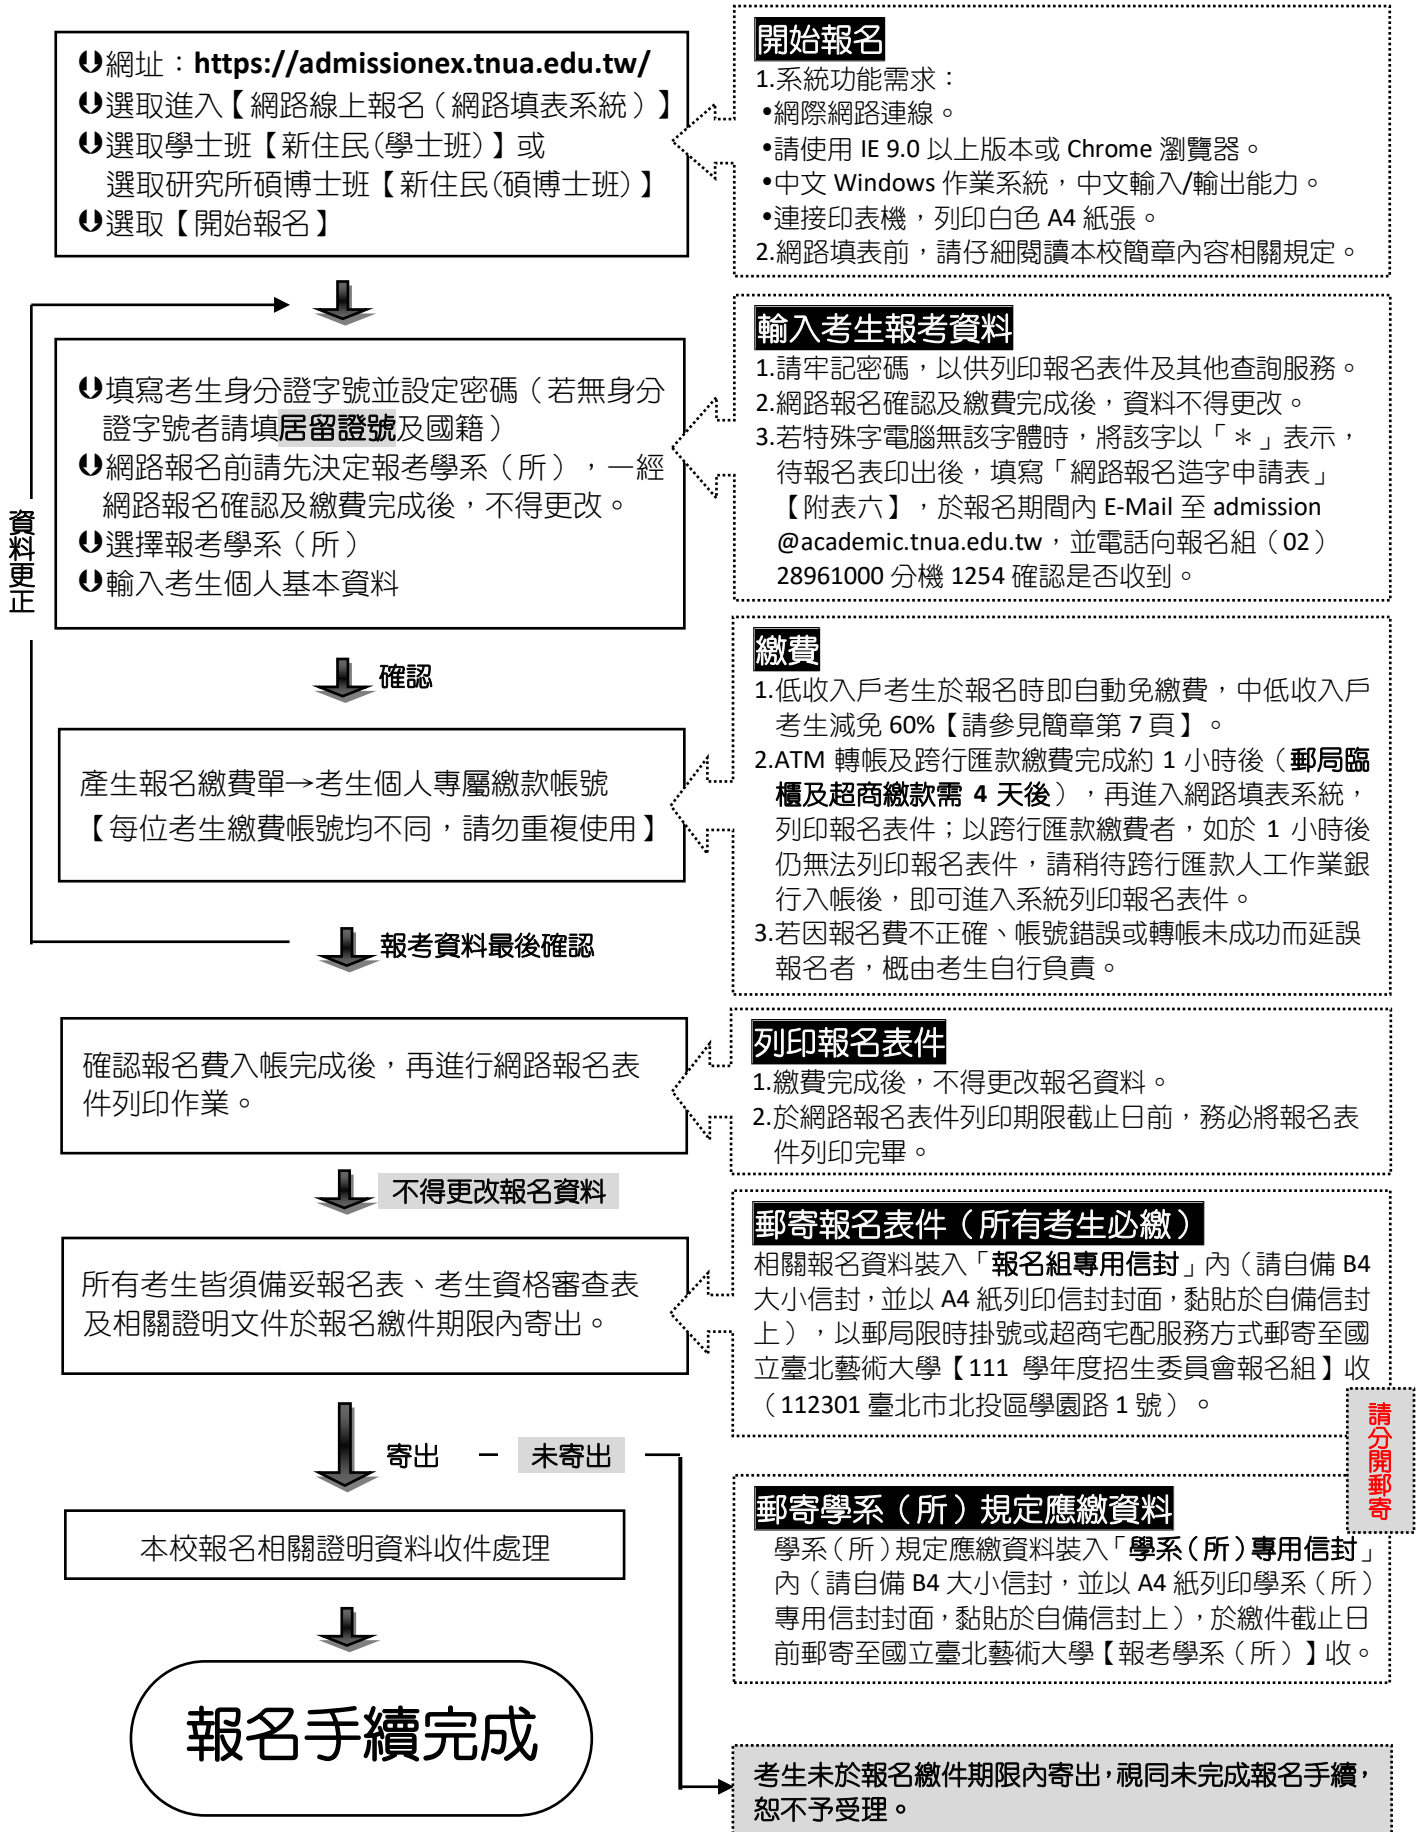 ⮋網址：https://admissionex.tnua.edu.tw/
⮋選取進入【網路線上報名（網路填表系統）】
⮋選取學士班【新住民(學士班)】或
選取研究所碩博士班【新住民(碩博士班)】
⮋選取【開始報名】
開始報名
1.系統功能需求：
•網際網路連線。
•請使用 IE 9.0 以上版本或 Chrome 瀏覽器。
•中文 Windows 作業系統，中文輸入/輸出能力。
•連接印表機，列印白色 A4 紙張。
2.網路填表前，請仔細閱讀本校簡章內容相關規定。
資料更正
⮋填寫考生身分證字號並設定密碼（若無身分
證字號者請填居留證號及國籍）
⮋網路報名前請先決定報考學系（所），一經
網路報名確認及繳費完成後，不得更改。
⮋選擇報考學系（所）
⮋輸入考生個人基本資料
輸入考生報考資料
1.請牢記密碼，以供列印報名表件及其他查詢服務。
2.網路報名確認及繳費完成後，資料不得更改。
3.若特殊字電腦無該字體時，將該字以「＊」表示，
待報名表印出後，填寫「網路報名造字申請表」
【附表六】，於報名期間內 E-Mail 至 admission
@academic.tnua.edu.tw，並電話向報名組（02）
28961000 分機 1254 確認是否收到。
確認
產生報名繳費單→考生個人專屬繳款帳號
【每位考生繳費帳號均不同，請勿重複使用】
繳費
1.低收入戶考生於報名時即自動免繳費，中低收入戶
考生減免 60%【請參見簡章第 7 頁】。
2.ATM 轉帳及跨行匯款繳費完成約 1 小時後（郵局臨
櫃及超商繳款需 4 天後），再進入網路填表系統，
列印報名表件；以跨行匯款繳費者，如於 1 小時後
仍無法列印報名表件，請稍待跨行匯款人工作業銀
行入帳後，即可進入系統列印報名表件。
3.若因報名費不正確、帳號錯誤或轉帳未成功而延誤
報名者，概由考生自行負責。
報考資料最後確認
確認報名費入帳完成後，再進行網路報名表
件列印作業。
列印報名表件
1.繳費完成後，不得更改報名資料。
2.於網路報名表件列印期限截止日前，務必將報名表
件列印完畢。
不得更改報名資料
所有考生皆須備妥報名表、考生資格審查表
及相關證明文件於報名繳件期限內寄出。
郵寄報名表件（所有考生必繳）
相關報名資料裝入「報名組專用信封」內（請自備 B4
大小信封，並以 A4 紙列印信封封面，黏貼於自備信封
上），以郵局限時掛號或超商宅配服務方式郵寄至國
立臺北藝術大學【111 學年度招生委員會報名組】收
（112301 臺北市北投區學園路 1 號）。
請分開郵寄
寄出 － 未寄出
本校報名相關證明資料收件處理
郵寄學系（所）規定應繳資料
學系（所）規定應繳資料裝入「學系（所）專用信封」
內（請自備 B4 大小信封，並以 A4 紙列印學系（所）
專用信封封面，黏貼於自備信封上），於繳件截止日
前郵寄至國立臺北藝術大學【報考學系（所）】收。
報名手續完成
考生未於報名繳件期限內寄出，視同未完成報名手續，
恕不予受理。